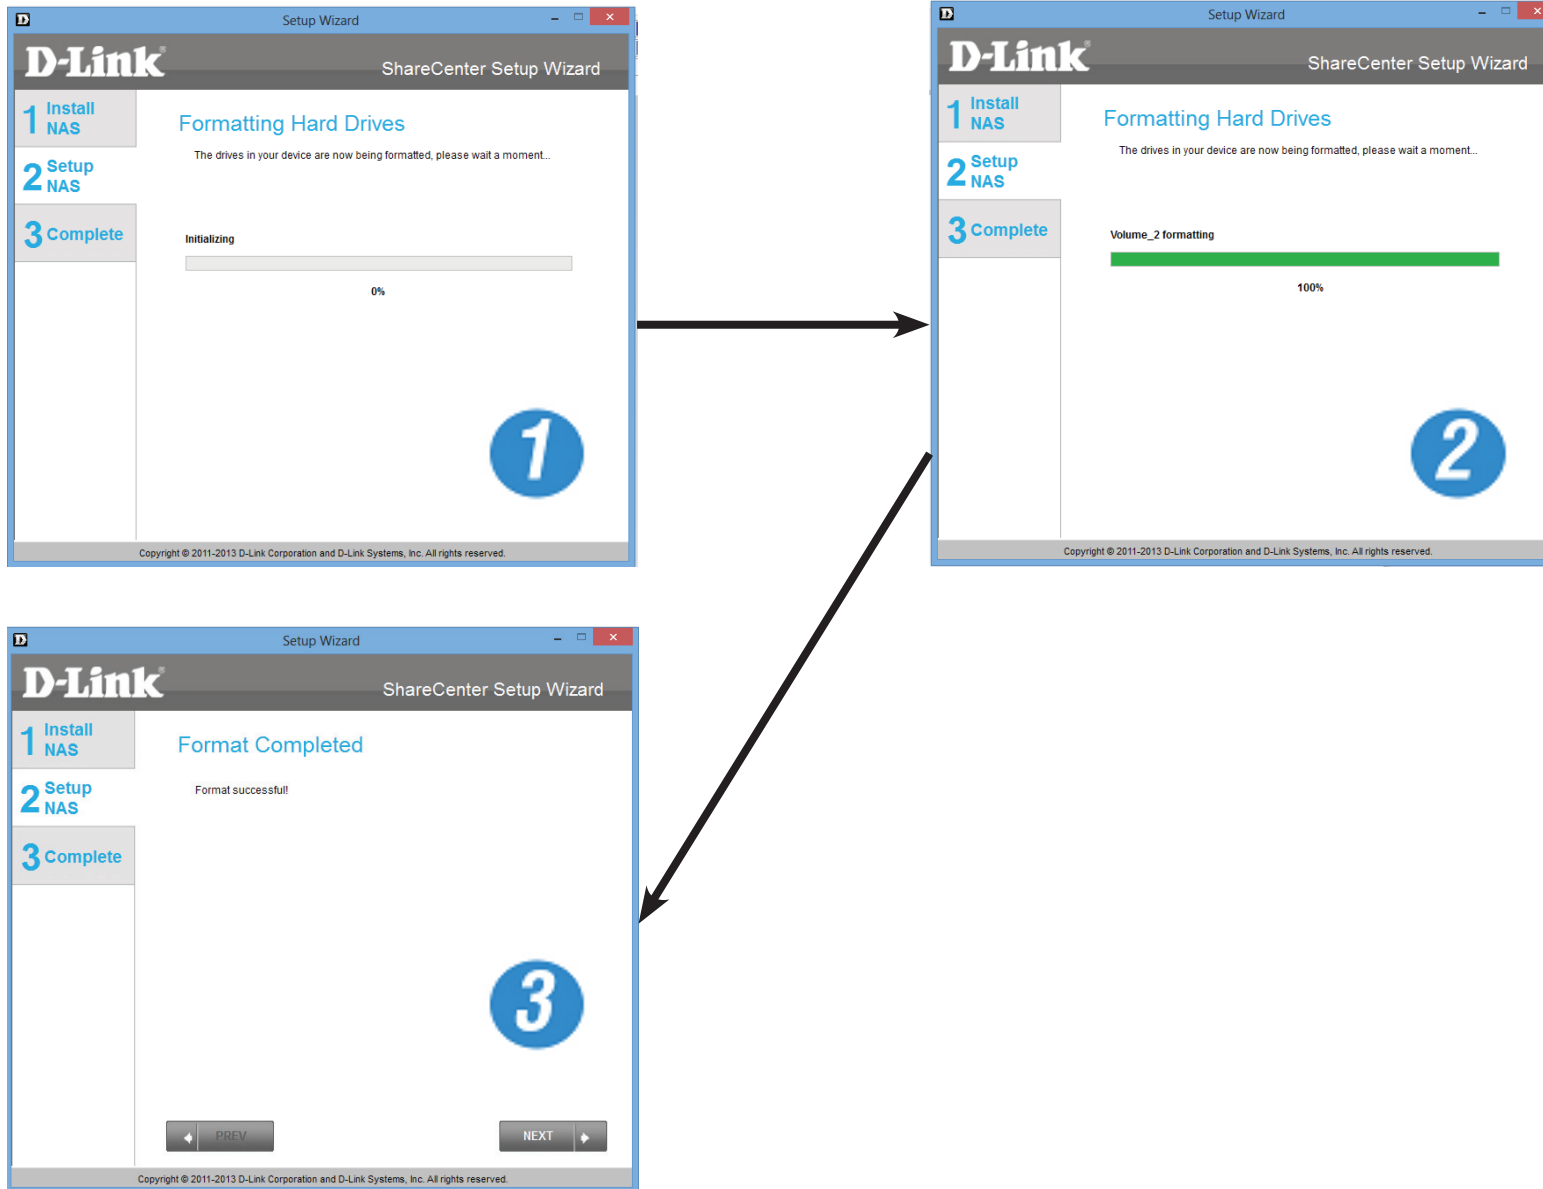 Setup Wizard
D-Link®
ShareCenter Setup Wizard
1 Install
NAS
2 Setup
NAS
3 Complete
Formatting Hard Drives
The drives in your device are now being formatted, please wait a moment...
Initializing
0%
1
Copyright © 2011-2013 D-Link Corporation and D-Link Systems, Inc. All rights reserved.
Setup Wizard
D-Link
ShareCenter Setup Wizard
1 Install
NAS
2 Setup
NAS
3 Complete
Formatting Hard Drives
The drives in your device are now being formatted, please wait a moment...
Volume_2 formatting
100%
2
Copyright © 2011-2013 D-Link Corporation and D-Link Systems, Inc. All rights reserved.
Setup Wizard
D-Link®
ShareCenter Setup Wizard
1 Install
NAS
2 Setup
NAS
3 Complete
Format Completed
Format successful!
3
PREV
NEXT
Copyright © 2011-2013 D-Link Corporation and D-Link Systems, Inc. All rights reserved.